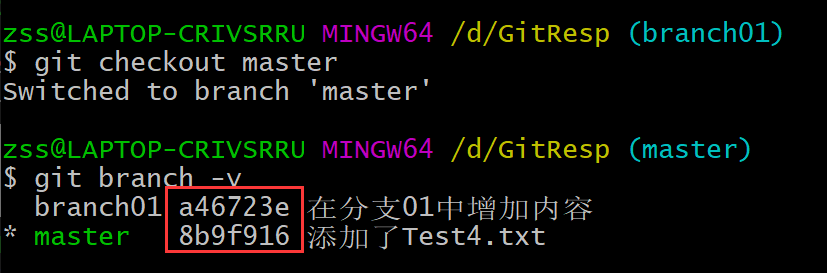 zss@LAPTOP-CRIVSRRU MINGW64 /d/GitResp (branch01)
$ git checkout master
Switched to branch 'master'
zss@LAPTOP-CRIVSRRU MINGW64 /d/GitResp (master)
$ git branch -v
branch01 a46723e 在分支01中增加内容
* master 8b9f916 添加了Test4.txt